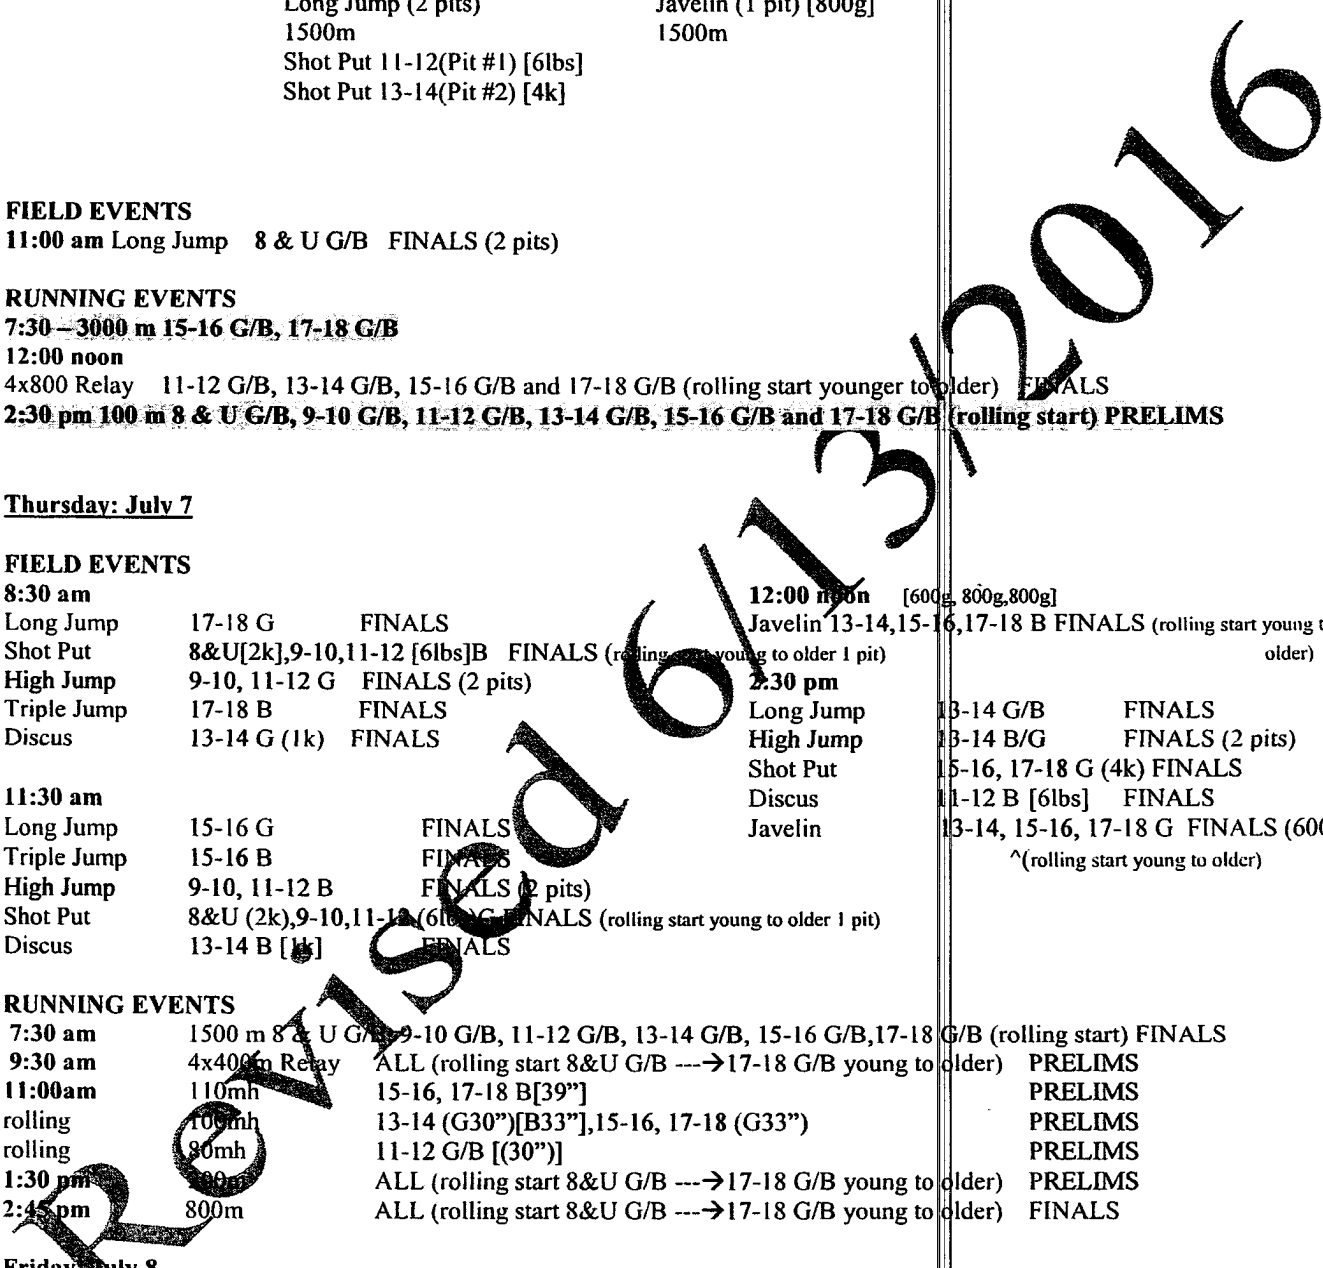 Long Jump (2 pits) Javelin (1 pit) [800g]
1500m 1500m
Shot Put 11-12(Pit #1) [6lbs]
Shot Put 13-14(Pit #2) [4k]
FIELD EVENTS
11:00 am Long Jump 8 & U G/B FINALS (2 pits)
RUNNING EVENTS
7:30 – 3000 m 15-16 G/B, 17-18 G/B
12:00 noon
4x800 Relay 11-12 G/B, 13-14 G/B, 15-16 G/B and 17-18 G/B (rolling start younger to older) FINALS
2:30 pm 100 m 8 & U G/B, 9-10 G/B, 11-12 G/B, 13-14 G/B, 15-16 G/B and 17-18 G/B (rolling start) PRELIMS
Thursday: July 7
FIELD EVENTS
8:30 am
Long Jump 17-18 G FINALS
Shot Put 8&U[2k],9-10,11-12 [6lbs]B FINALS (rolling start young to older 1 pit)
High Jump 9-10, 11-12 G FINALS (2 pits)
Triple Jump 17-18 B FINALS
Discus 13-14 G (1k) FINALS
11:30 am
Long Jump 15-16 G FINALS
Triple Jump 15-16 B FINALS
High Jump 9-10, 11-12 B FINALS (2 pits)
Shot Put 8&U (2k),9-10,11-12 (6lbs)G FINALS (rolling start young to older 1 pit)
Discus 13-14 B [1k] FINALS
12:00 noon [600g, 800g,800g]
Javelin 13-14,15-16,17-18 B FINALS (rolling start young
older)
2:30 pm
Long Jump 13-14 G/B FINALS
High Jump 13-14 B/G FINALS (2 pits)
Shot Put 15-16, 17-18 G (4k) FINALS
Discus 11-12 B [6lbs] FINALS
Javelin 13-14, 15-16, 17-18 G FINALS (600
^(rolling start young to older)
RUNNING EVENTS
7:30 am 1500 m 8 & U G/B, 9-10 G/B, 11-12 G/B, 13-14 G/B, 15-16 G/B,17-18 G/B (rolling start) FINALS
9:30 am 4x400m Relay ALL (rolling start 8&U G/B ---→17-18 G/B young to older) PRELIMS
11:00am 110mh 15-16, 17-18 B[39”] PRELIMS
rolling 100mh 13-14 (G30”)[B33”],15-16, 17-18 (G33”) PRELIMS
rolling 80mh 11-12 G/B [(30”)] PRELIMS
1:30 pm ALL (rolling start 8&U G/B ---→17-18 G/B young to older) PRELIMS
2:45 pm 800m ALL (rolling start 8&U G/B ---→17-18 G/B young to older) FINALS
Friday: July 8
Revised 6/13/2016